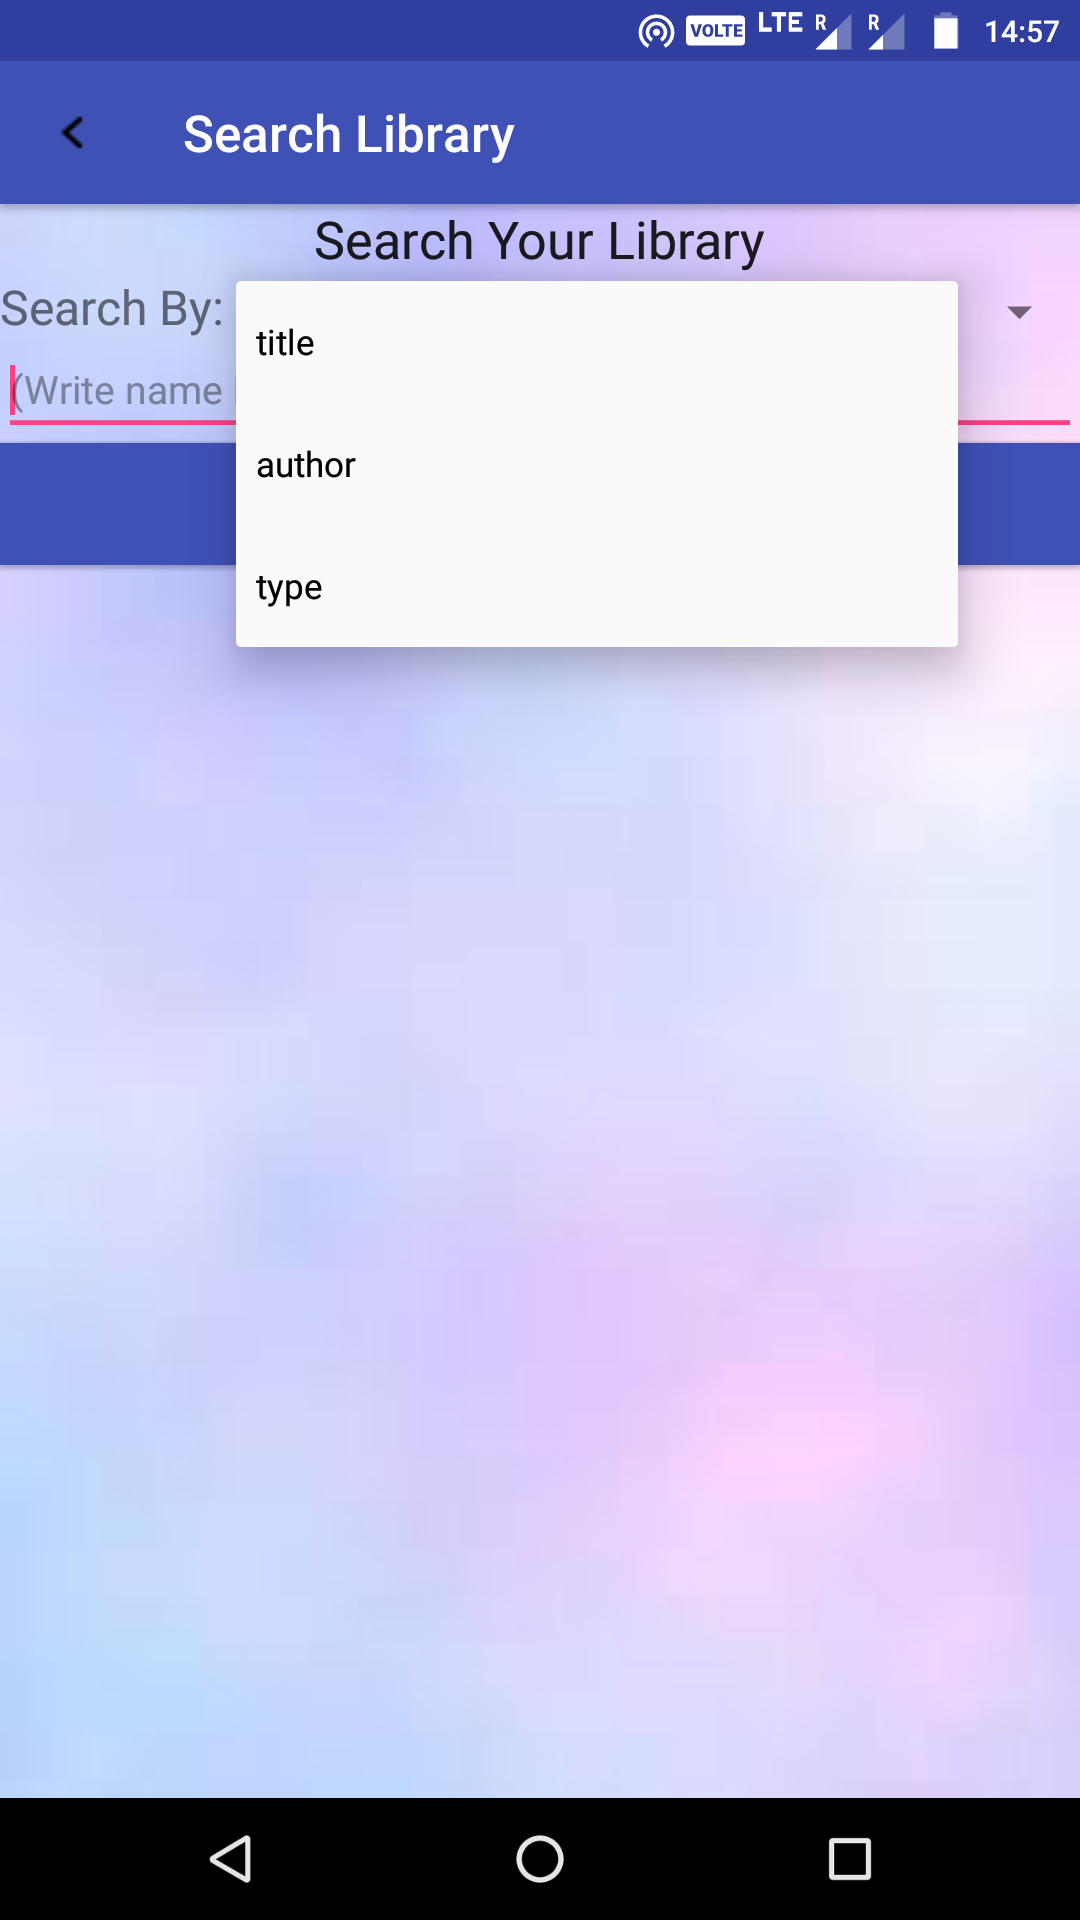 VOLTE LTE R R 14:57
Search Library
Search Your Library
Search By:
title
(Write name
author
type